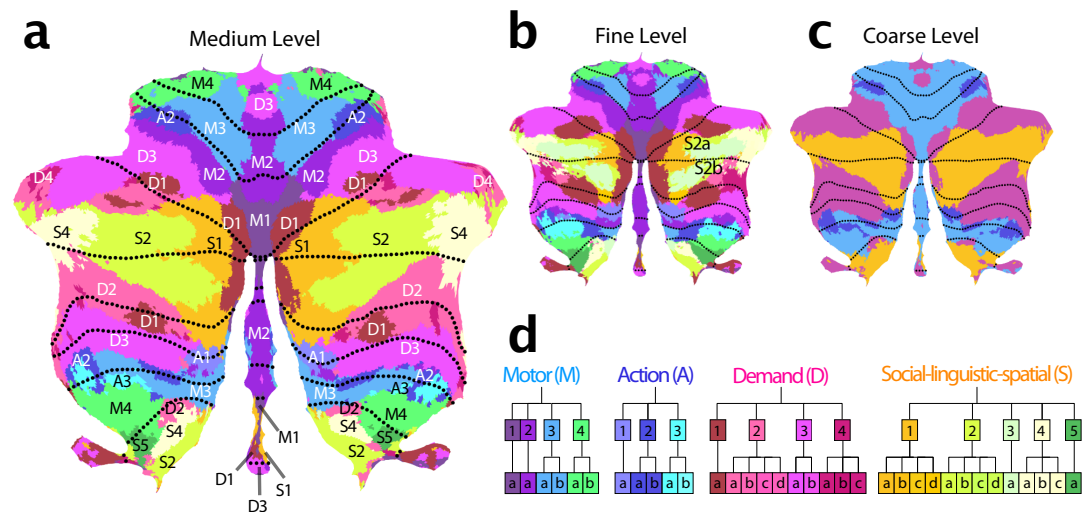 a
Medium Level
b
Fine Level
c
Coarse Level
M4 M4
D3
A2 M3 M3 A2
D3 M2 D3
M2 M2
D4 D1 D1 D4
D1 M1 D1
S4 S2 S1 S1 S2 S4
D2 D2
D1 M2 D1
D3 A1 A1 D3
A2 A2
A3 M3 M3 A3
M4 D2 D2 M4
S4 M1 S4
S5 S5
S2 S2
D1 S1
D3
S2a
S2b
d
Motor (M) Action (A) Demand (D) Social-linguistic-spatial (S)
1 2 3 4 1 2 3 1 2 3 4 1 2 3 4 5
a a a b a b a a b a b a a b c d a b a b c a b c d a b c d a a b c a